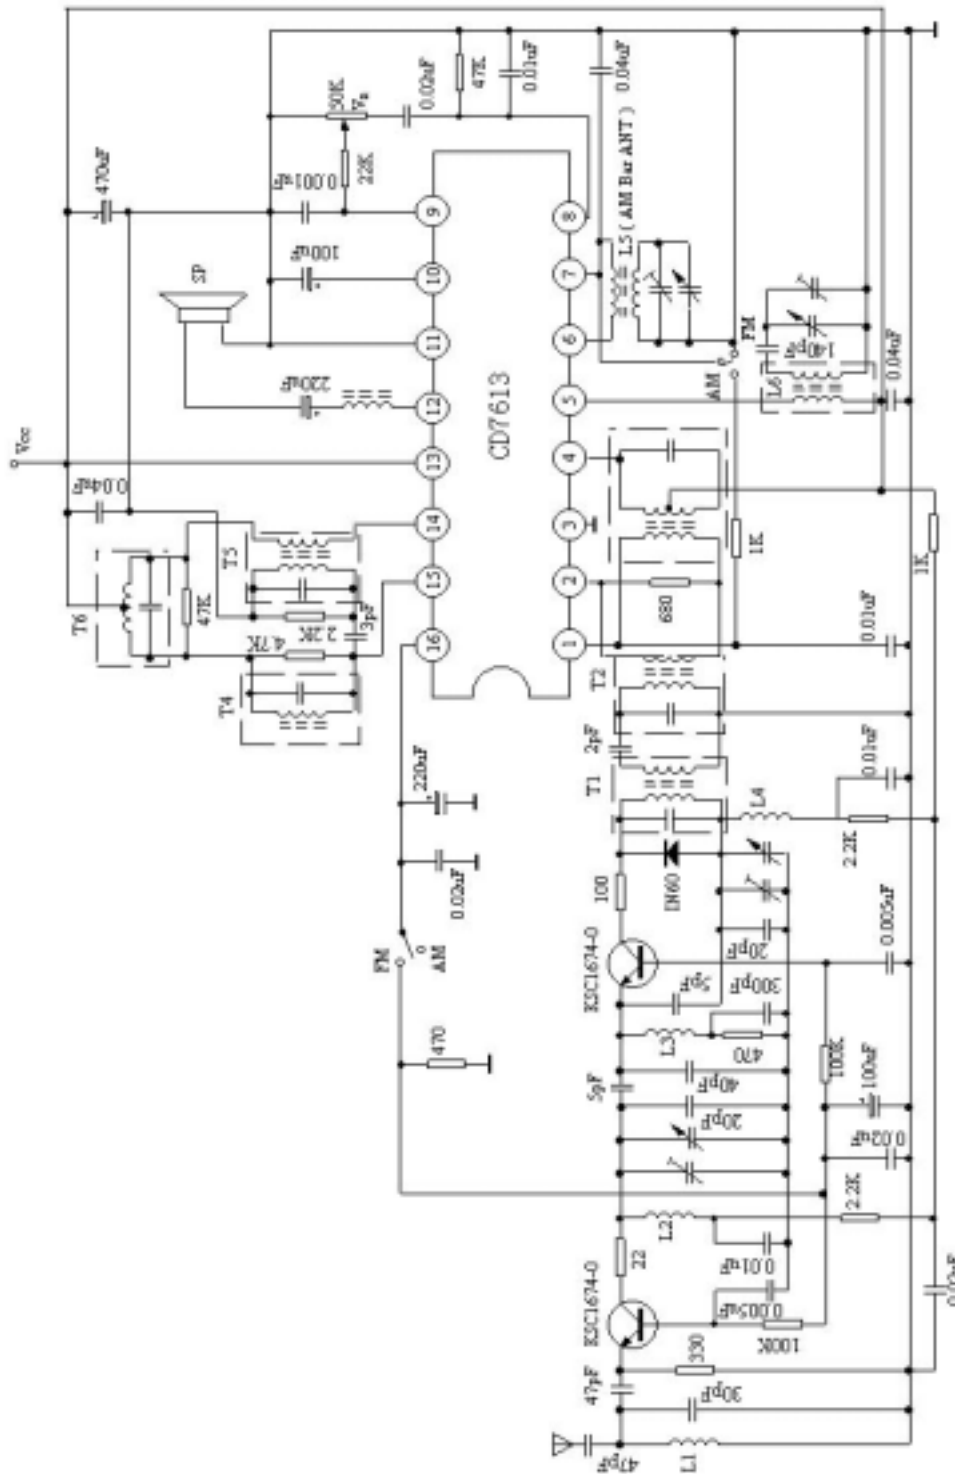 Vcc
T6
470uF
0.04uF
SP
47K
T4
T5
4.7K
220uF
100uF
0.001uF
50K
3pF
22K
FM
AM
220uF
0.02uF
0.02uF
470
16
15
14
13
12
11
10
9
47K
CD7613
0.01uF
1
2
3
4
5
6
7
8
47pF
KSC1674-O
5pF
KSC1674-O
100
T1
2pF
T2
0.04uF
L5 ( AM Bar ANT )
47pF
22
L2
L3
5pF
IN60
680
L1
30pF
330
0.01uF
20pF
40pF
470
300pF
20pF
L4
1K
AM
FM
0.005uF
100K
L6
140pF
100K
2.2K
2.2K
100uF
0.02uF
0.005uF
0.01uF
0.01uF
0.04uF
1K
0.02uF